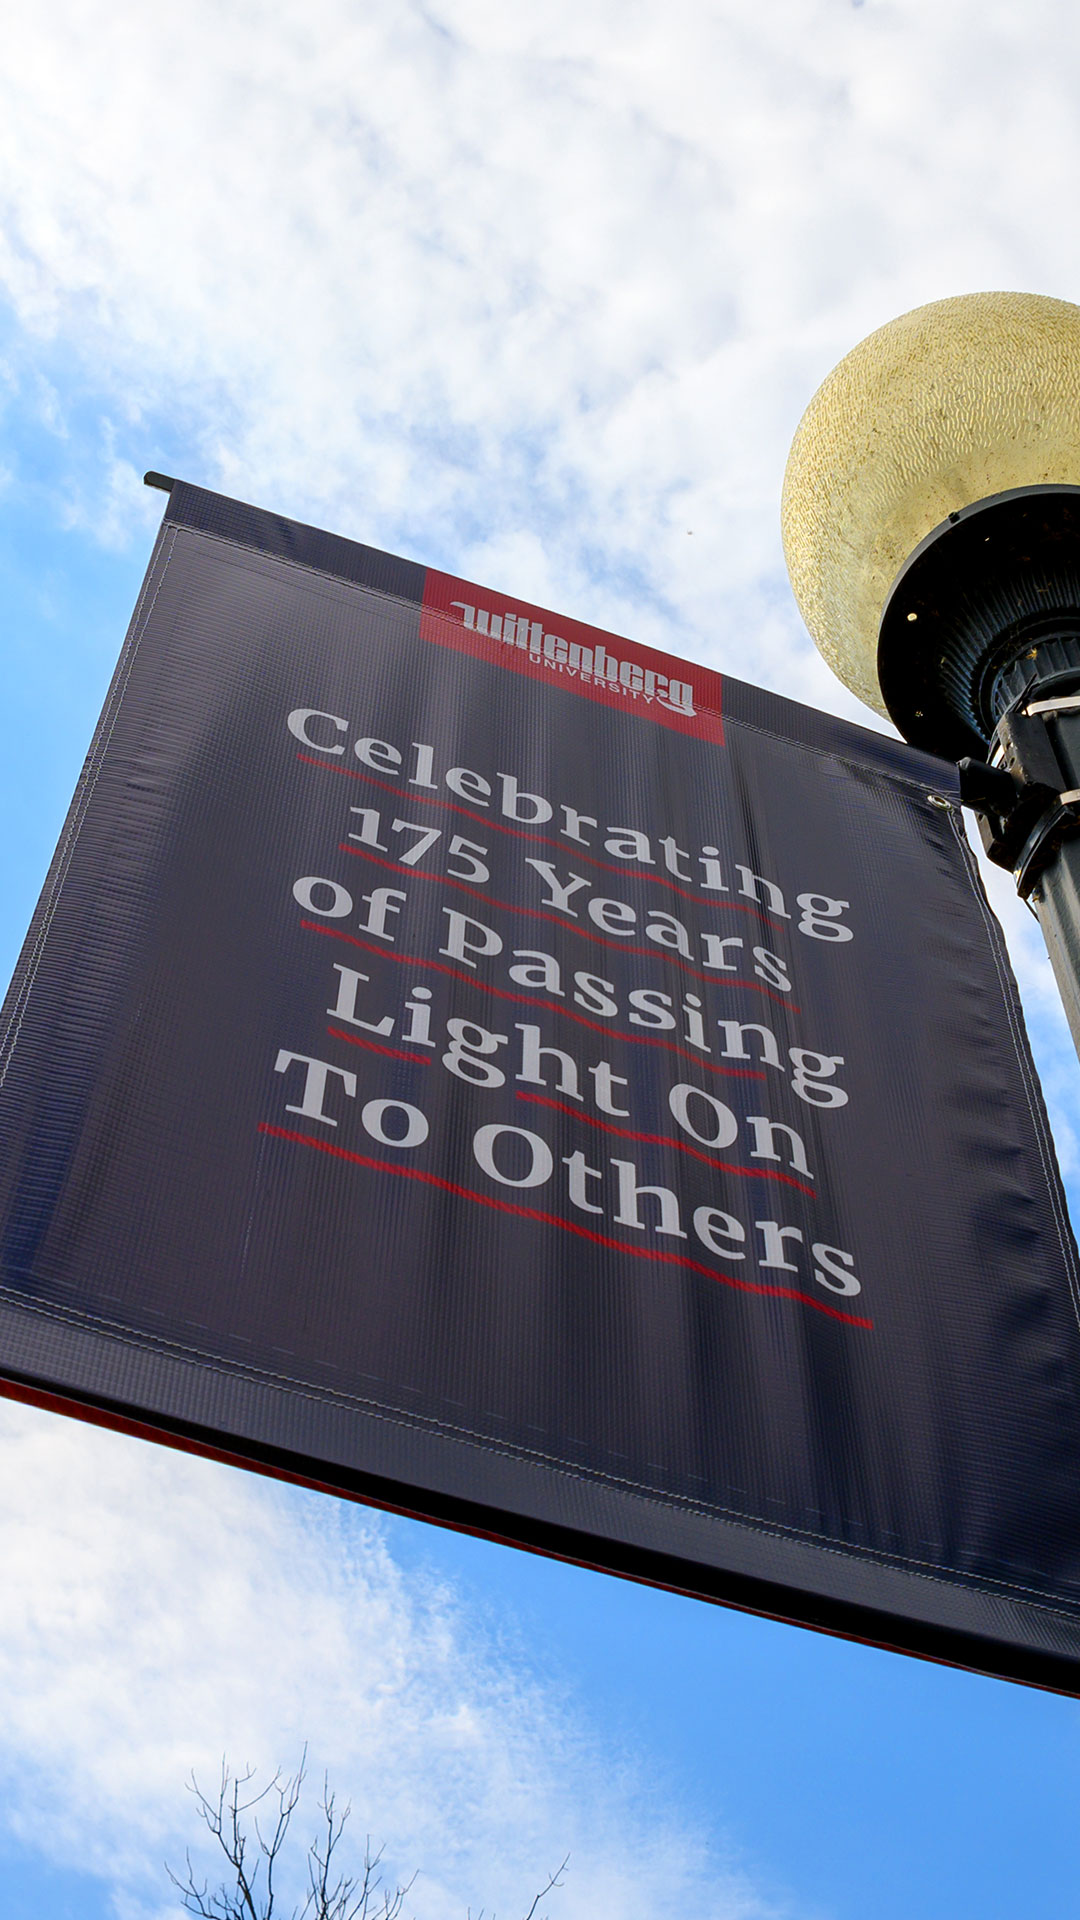 Wittenberg
UNIVERSITY
Celebrating
175 Years
of Passing
Light On
To Others